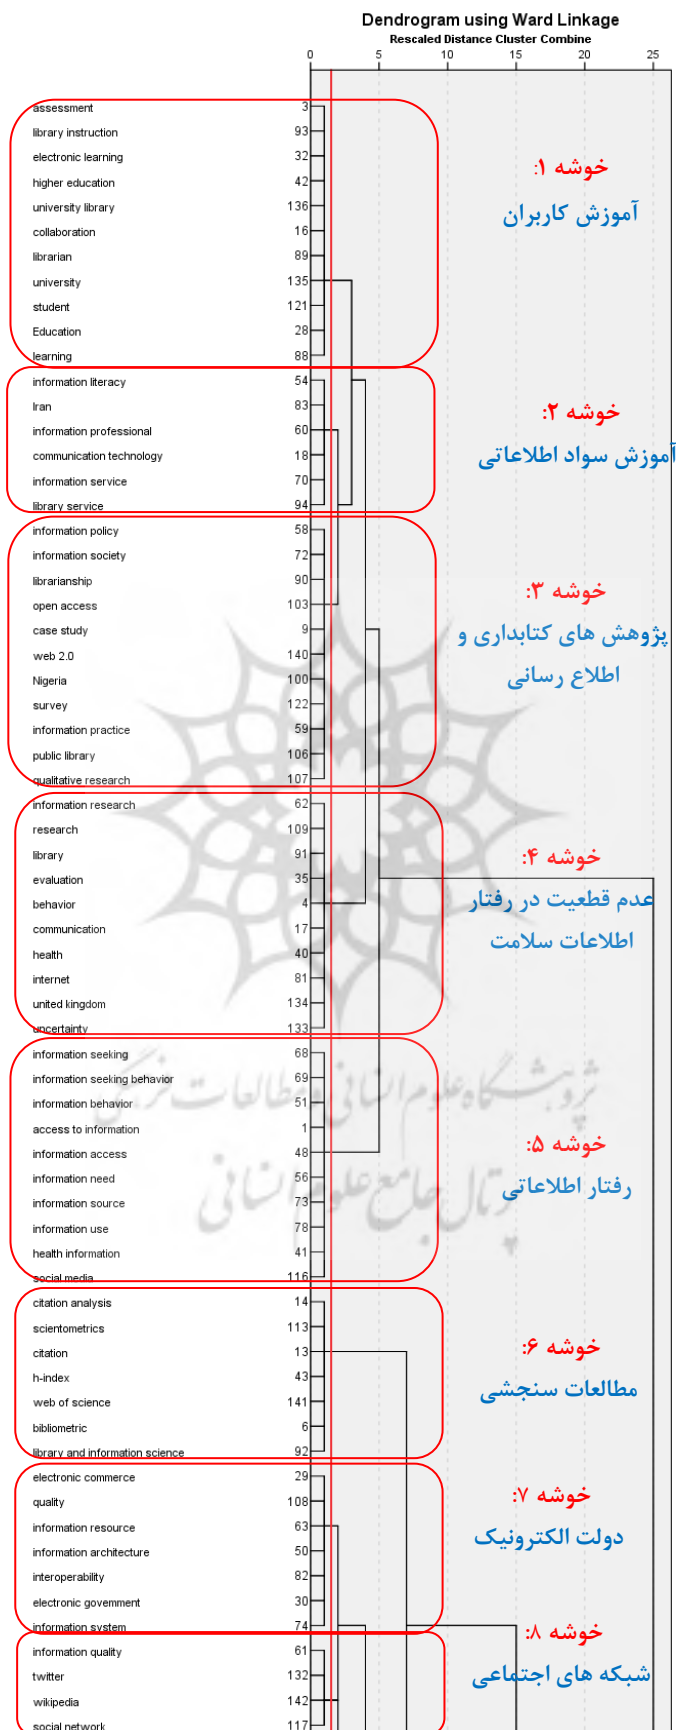 Dendrogram using Ward Linkage
Rescaled Distance Cluster Combine
0 5 10 15 20 25
assessment 3
library instruction 93
electronic learning 32
higher education 42
university library 136
collaboration 16
librarian 89
university 135
student 121
Education 28
learning 88
خوشه ۱:
آموزش کاربران
information literacy 54
Iran 83
information professional 60
communication technology 18
information service 70
library service 94
خوشه ۲:
آموزش سواد اطلاعاتی
information policy 58
information society 72
librarianship 90
open access 103
case study 9
web 2.0 140
Nigeria 100
survey 122
information practice 59
public library 106
qualitative research 107
خوشه ۳:
پژوهش های کتابداری و
اطلاع رسانی
information research 62
research 109
library 91
evaluation 35
behavior 4
communication 17
health 40
internet 81
united kingdom 134
uncertainty 133
خوشه ۴:
عدم قطعیت در رفتار
اطلاعات سلامت
information seeking 68
information seeking behavior 69
information behavior 51
access to information 1
information access 48
information need 56
information source 73
information use 78
health information 41
social media 116
خوشه ۵:
رفتار اطلاعاتی
پژوهشگاه علوم انسانی و مطالعات فرهنگی
پرتال جامع علوم انسانی
citation analysis 14
scientometrics 113
citation 13
h-index 43
web of science 141
bibliometric 6
library and information science 92
خوشه ۶:
مطالعات سنجشی
electronic commerce 29
quality 108
information resource 63
information architecture 50
interoperability 82
electronic govemment 30
information system 74
خوشه ۷:
دولت الکترونیک
information quality 61
twitter 132
wikipedia 142
social network 117
خوشه ۸:
شبکه های اجتماعی